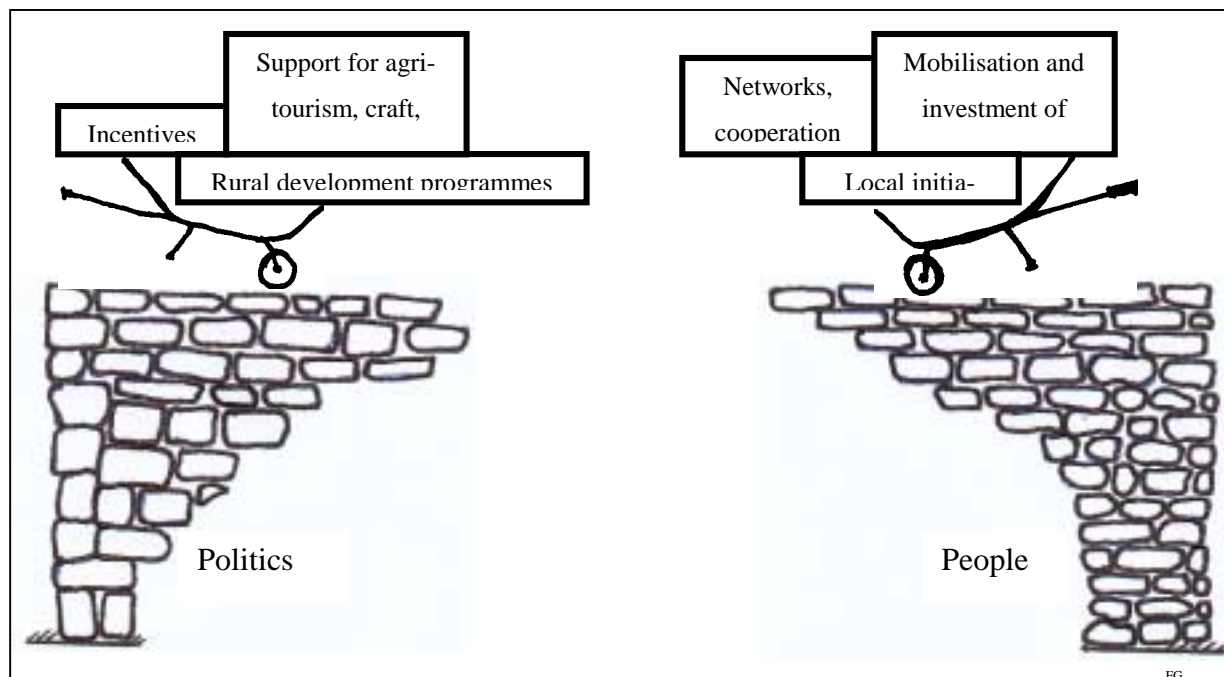 Support for agri-
tourism, craft,
Incentives
Rural development programmes
Networks,
cooperation
Mobilisation and
investment of
Local initia-
Politics
People
FG